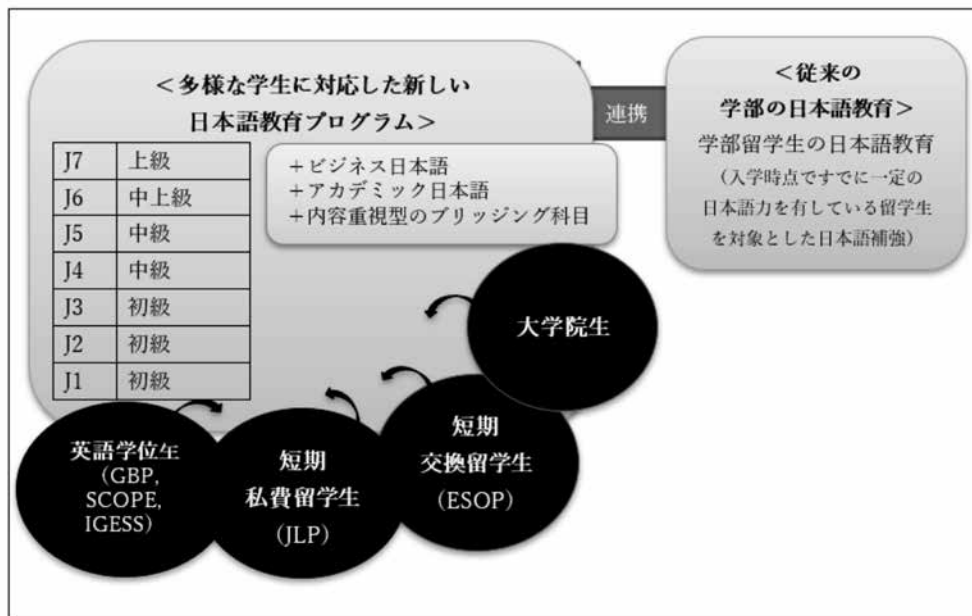 ＜多様な学生に対応した新しい
日本語教育プログラム＞
J7 上級
J6 中上級
J5 中級
J4 中級
J3 初級
J2 初級
J1 初級
＋ビジネス日本語
＋アカデミック日本語
＋内容重視型のブリッジング科目
連携
＜従来の
学部の日本語教育＞
学部留学生の日本語教育
（入学時点ですでに一定の
日本語力を有している留学生
を対象とした日本語補強）
英語学位生
（GBP,
SCOPE,
IGESS）
短期
私費留学生
（JLP）
短期
交換留学生
（ESOP）
大学院生